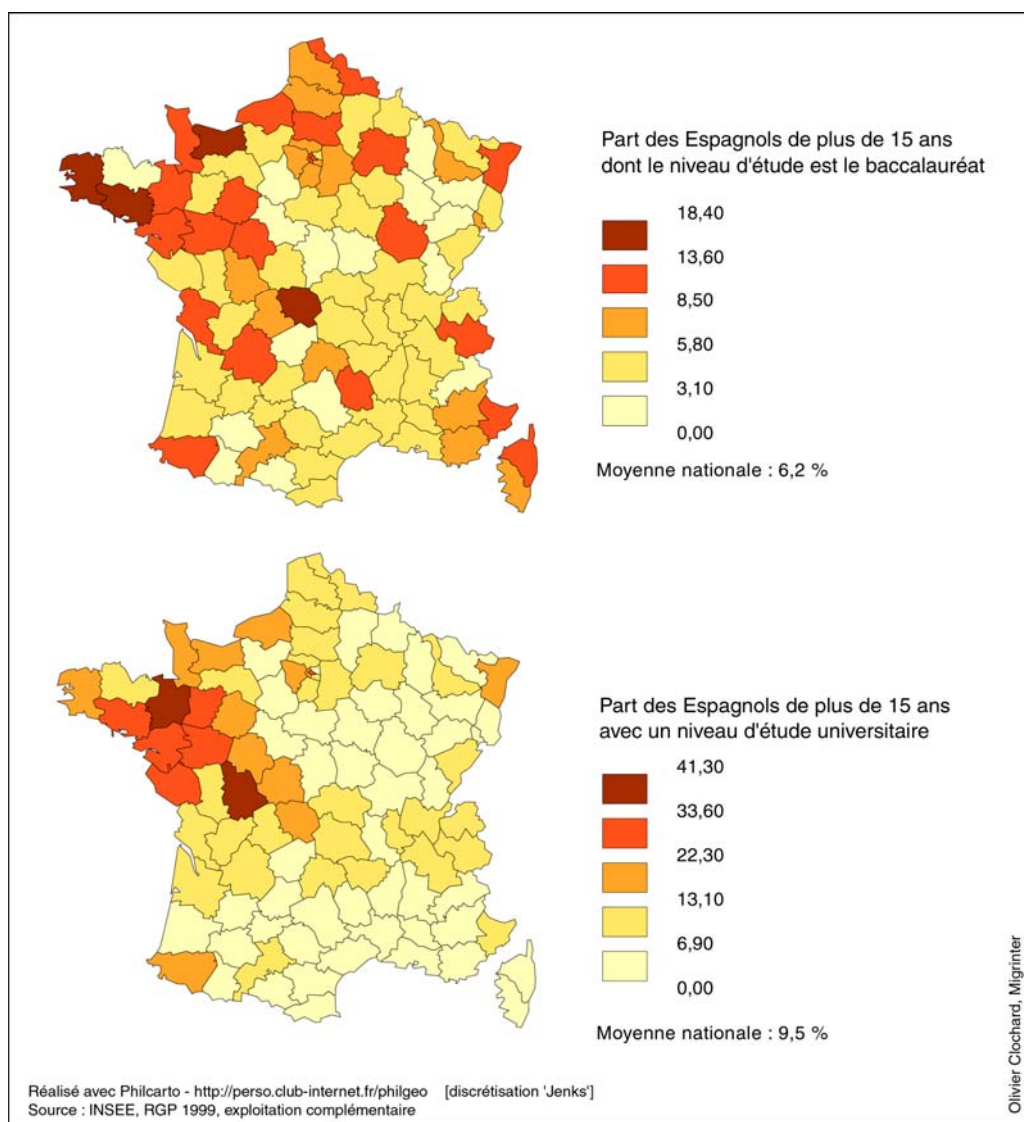 Part des Espagnols de plus de 15 ans
dont le niveau d'étude est le baccalauréat
18,40
13,60
8,50
5,80
3,10
0,00
Moyenne nationale : 6,2 %
Part des Espagnols de plus de 15 ans
avec un niveau d'étude universitaire
41,30
33,60
22,30
13,10
6,90
0,00
Moyenne nationale : 9,5 %
Olivier Clochard, Migrinter
Réalisé avec Philcarto - http://perso.club-internet.fr/philgeo [discrétisation 'Jenks']
Source : INSEE, RGP 1999, exploitation complémentaire